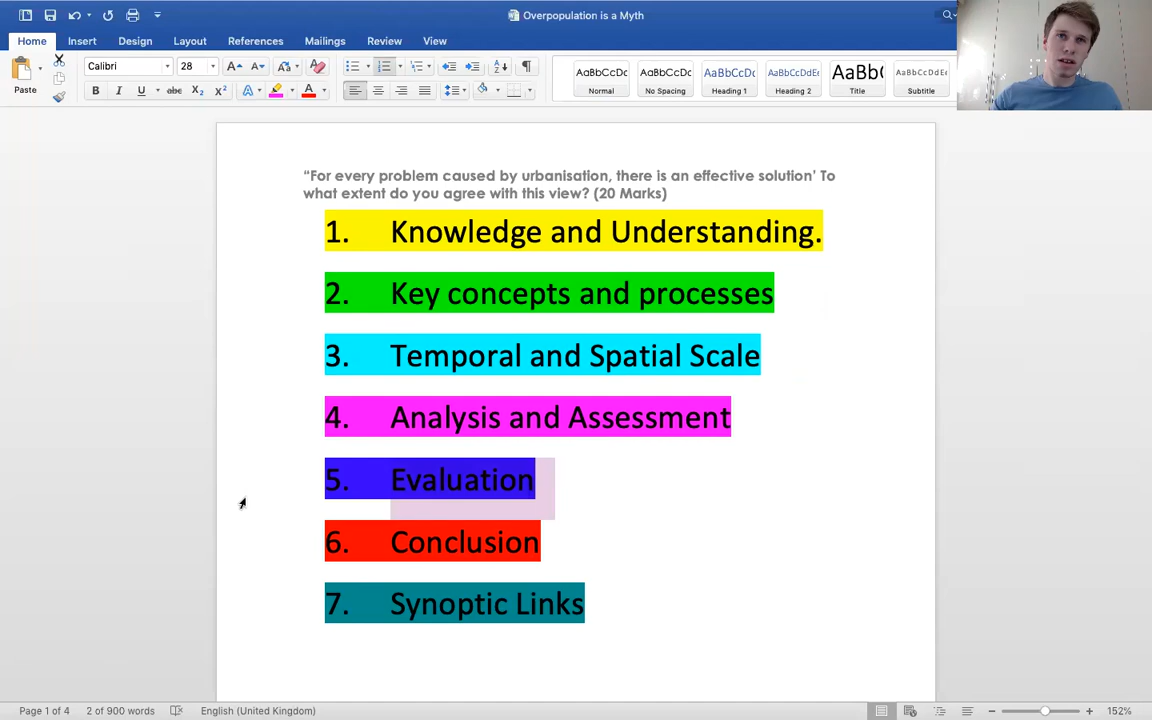 Overpopulation is a Myth
Home Insert Design Layout References Mailings Review View
Paste
Calibri 28
AaBbCcDc AaBbCcDc AaBbCcDc AaBbCcDdEe AaBb( AaBbCcDdEe
Normal No Spacing Heading 1 Heading 2 Title Subtitle
“For every problem caused by urbanisation, there is an effective solution’ To
what extent do you agree with this view? (20 Marks)
1. Knowledge and Understanding.
2. Key concepts and processes
3. Temporal and Spatial Scale
4. Analysis and Assessment
5. Evaluation
6. Conclusion
7. Synoptic Links
Page 1 of 4 2 of 900 words English (United Kingdom) 152%